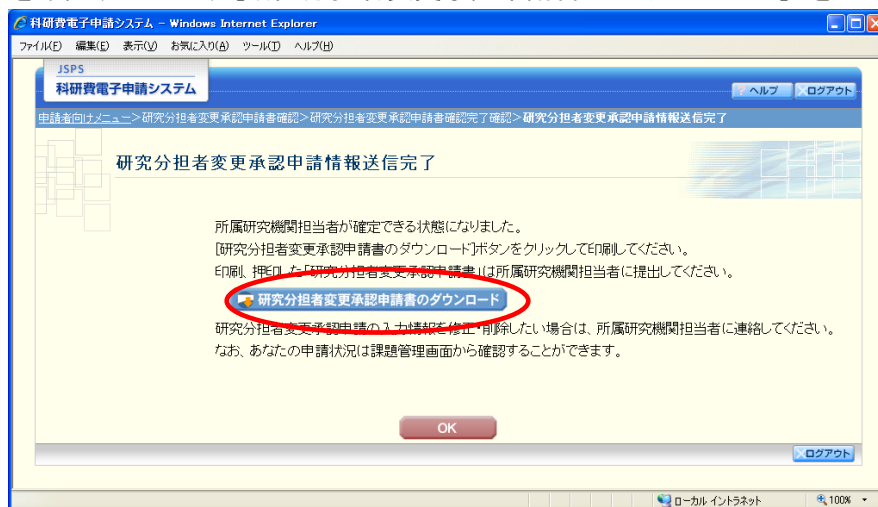 科研費電子申請システム - Windows Internet Explorer
ファイル(F) 編集(E) 表示(V) お気に入り(A) ツール(T) ヘルプ(H)
JSPS
科研費電子申請システム
? ヘルプ ×ログアウト
申請者向けメニュー>研究分担者変更承認申請書確認>研究分担者変更承認申請書確認完了確認>研究分担者変更承認申請情報送信完了
研究分担者変更承認申請情報送信完了
所属研究機関担当者が確定できる状態になりました。
[研究分担者変更承認申請書のダウンロード]ボタンをクリックして印刷してください。
印刷、押印した「研究分担者変更承認申請書」は所属研究機関担当者に提出してください。
研究分担者変更承認申請書のダウンロード
研究分担者変更承認申請の入力情報を修正・削除したい場合は、所属研究機関担当者に連絡してください。
なお、あなたの申請状況は課題管理画面から確認することができます。
OK
×ログアウト
ローカル イントラネット 100%